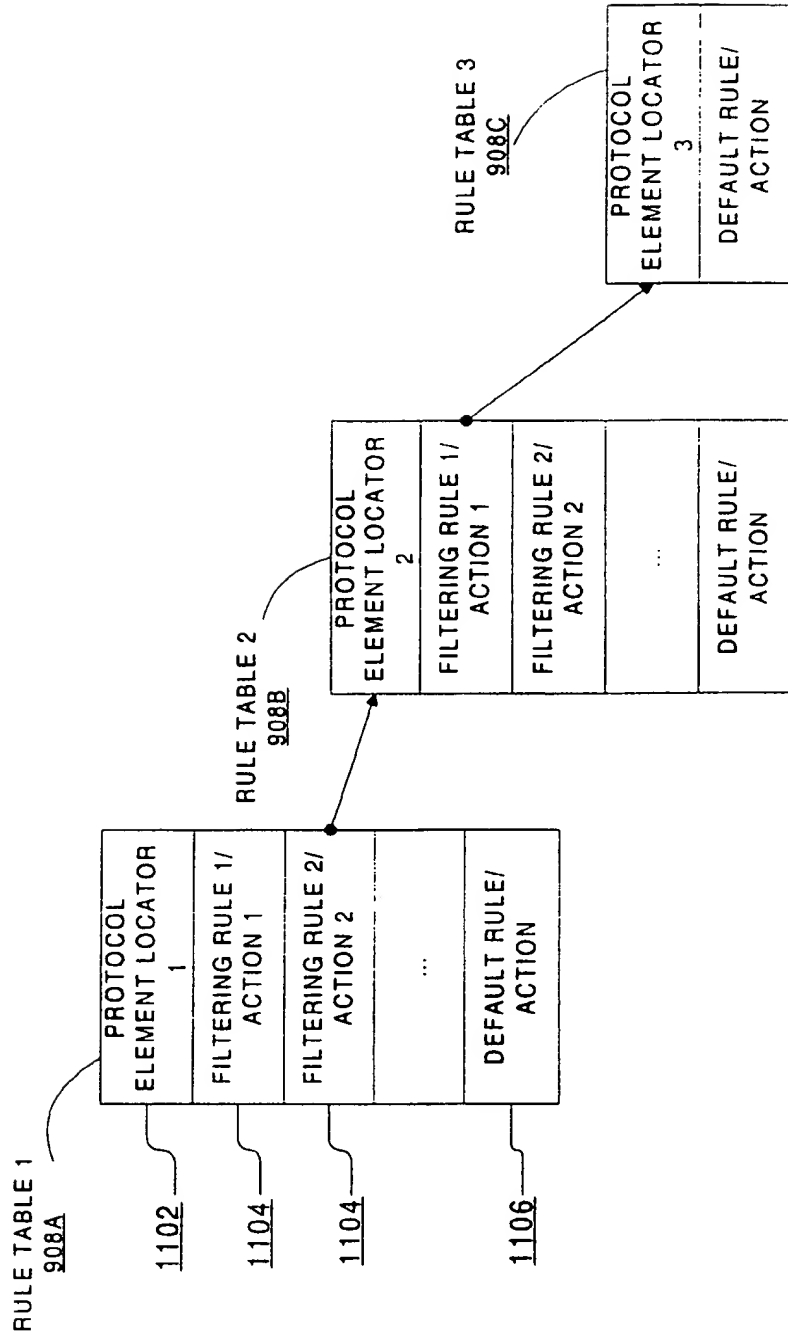 RULE TABLE 1
908A
PROTOCOL
ELEMENT LOCATOR
1
FILTERING RULE 1/
ACTION 1
FILTERING RULE 2/
ACTION 2
...
DEFAULT RULE/
ACTION
1102
1104
1104
1106
RULE TABLE 2
908B
PROTOCOL
ELEMENT LOCATOR
2
FILTERING RULE 1/
ACTION 1
FILTERING RULE 2/
ACTION 2
...
DEFAULT RULE/
ACTION
RULE TABLE 3
908C
PROTOCOL
ELEMENT LOCATOR
3
DEFAULT RULE/
ACTION